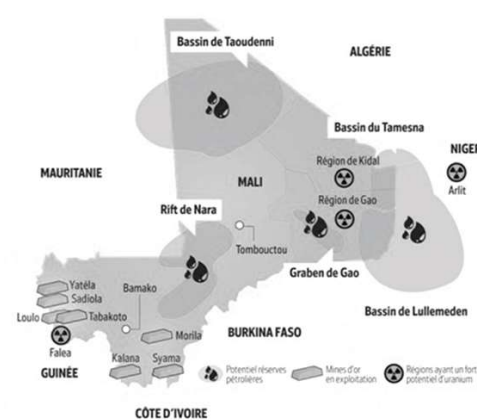 Bassin de Taoudenni
ALGÉRIE
Bassin du Tamesna
NIGER
Région de Kidal
MAURITANIE
Arlit
MALI
Région de Gao
Rift de Nara
Tombouctou
Graben de Gao
Yatéla
Bamako
Sadiola
Bassin de Lullemeden
Loulo
Tabakoto
Morila
BURKINA FASO
Falea
Kalana
Syama
GUINÉE
Potentiel réserves
pétrolières
Mines d'or
en exploitation
Régions ayant un fort
potentiel d'uranium
CÔTE D'IVOIRE